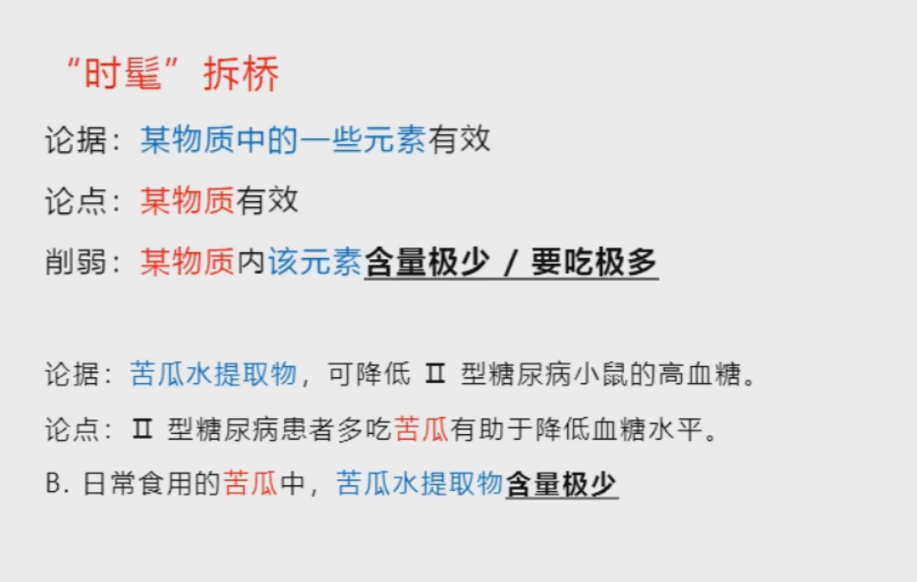 “时髦”拆桥
论据：某物质中的一些元素有效
论点：某物质有效
削弱：某物质内该元素含量极少 / 要吃极多
论据：苦瓜水提取物，可降低 Ⅱ 型糖尿病小鼠的高血糖。
论点：Ⅱ 型糖尿病患者多吃苦瓜有助于降低血糖水平。
B. 日常食用的苦瓜中，苦瓜水提取物含量极少